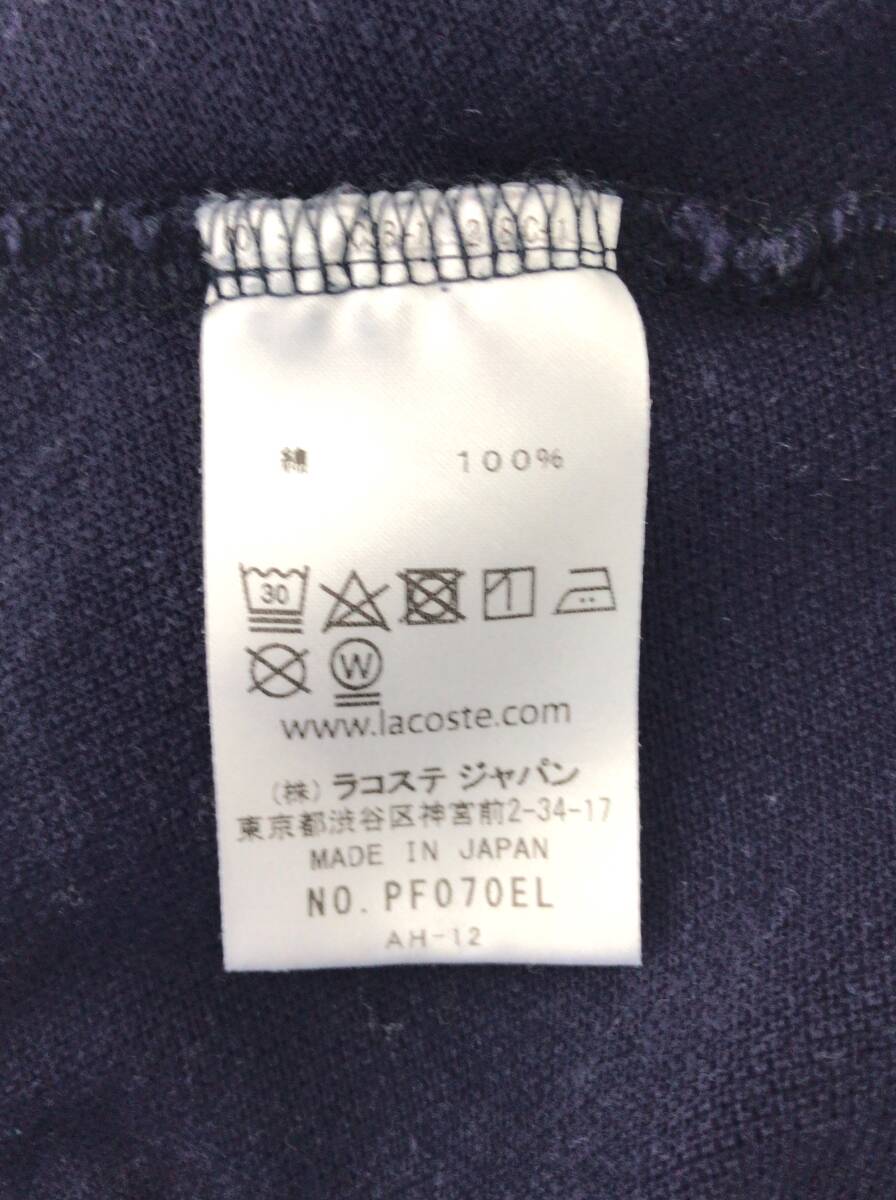 綿 100%
30
W
www.lacoste.com
(株) ラコステ ジャパン
東京都渋谷区神宮前2-34-17
MADE IN JAPAN
NO. PF070EL
AH-12